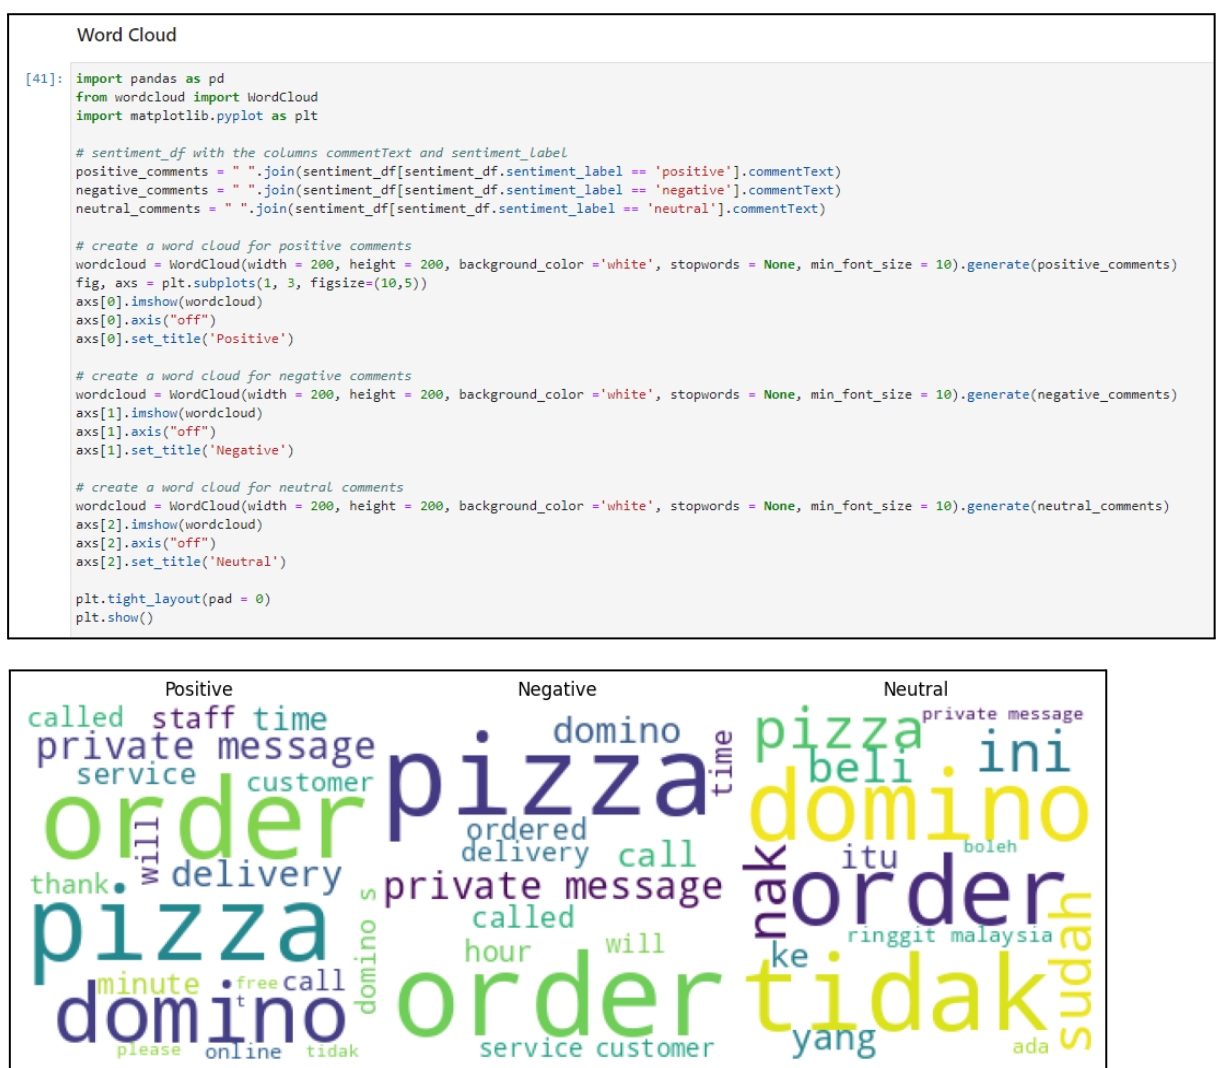 Word Cloud
[41]: import pandas as pd
from wordcloud import WordCloud
import matplotlib.pyplot as plt
# sentiment_df with the columns commentText and sentiment_label
positive_comments = " ".join(sentiment_df[sentiment_df.sentiment_label == 'positive'].commentText)
negative_comments = " ".join(sentiment_df[sentiment_df.sentiment_label == 'negative'].commentText)
neutral_comments = " ".join(sentiment_df[sentiment_df.sentiment_label == 'neutral'].commentText)
# create a word cloud for positive comments
wordcloud = WordCloud(width = 200, height = 200, background_color ='white', stopwords = None, min_font_size = 10).generate(positive_comments)
fig, axs = plt.subplots(1, 3, figsize=(10,5))
axs[0].imshow(wordcloud)
axs[0].axis("off")
axs[0].set_title('Positive')
# create a word cloud for negative comments
wordcloud = WordCloud(width = 200, height = 200, background_color ='white', stopwords = None, min_font_size = 10).generate(negative_comments)
axs[1].imshow(wordcloud)
axs[1].axis("off")
axs[1].set_title('Negative')
# create a word cloud for neutral comments
wordcloud = WordCloud(width = 200, height = 200, background_color ='white', stopwords = None, min_font_size = 10).generate(neutral_comments)
axs[2].imshow(wordcloud)
axs[2].axis("off")
axs[2].set_title('Neutral')
plt.tight_layout(pad = 0)
plt.show()
Positive
called staff time
private message
service customer
order
will
thank delivery
pizza
domino s
minute free call
t
domino
please online tidak
Negative
domino
pizza
time
ordered
delivery call
private message
called
hour will
order
service customer
Neutral
pizza private message
beli ini
domino
itu boleh
nak
order
ringgit malaysia
ke
sudah
tidak
yang ada